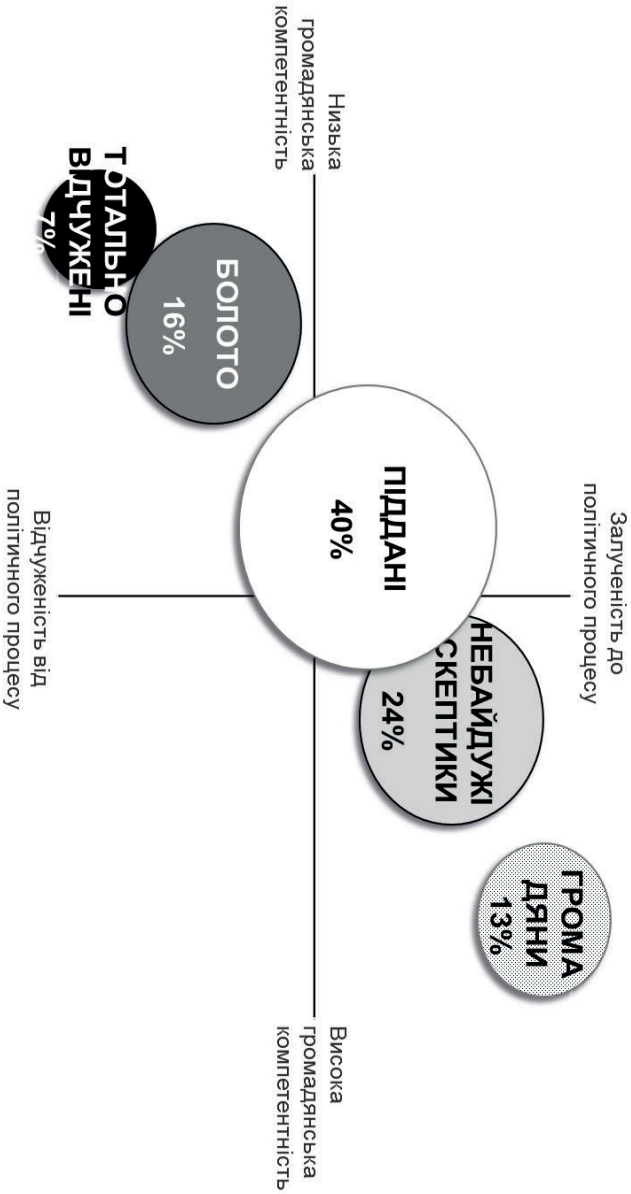 Залученість до
політичного процесу
ГРОМА
ДЯНИ
13%
НЕБАЙДУЖІ
СКЕПТИКИ
24%
ПІДДАНІ
40%
Низька
громадянська
компетентність
Висока
громадянська
компетентність
БОЛОТО
16%
ТОТАЛЬНО
ВІДЧУЖЕНІ
7%
Відчуженість від
політичного процесу